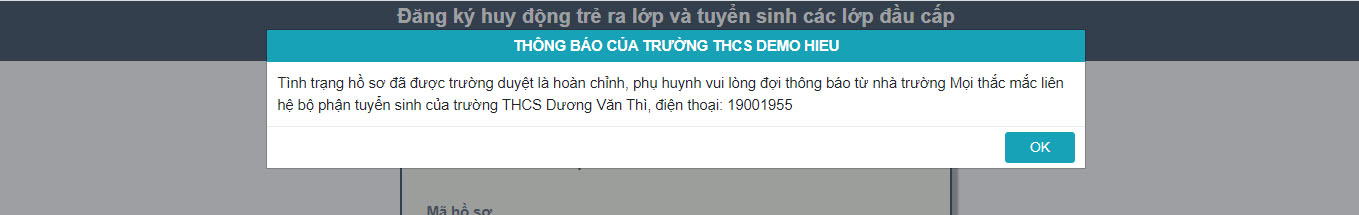 Đăng ký huy động trẻ ra lớp và tuyển sinh các lớp đầu cấp
THÔNG BÁO CỦA TRƯỜNG THCS DEMO HIEU
Tình trạng hồ sơ đã được trường duyệt là hoàn chỉnh, phụ huynh vui lòng đợi thông báo từ nhà trường Mọi thắc mắc liên
hệ bộ phận tuyển sinh của trường THCS Dương Văn Thì, điện thoại: 19001955
OK
Mã hồ sơ